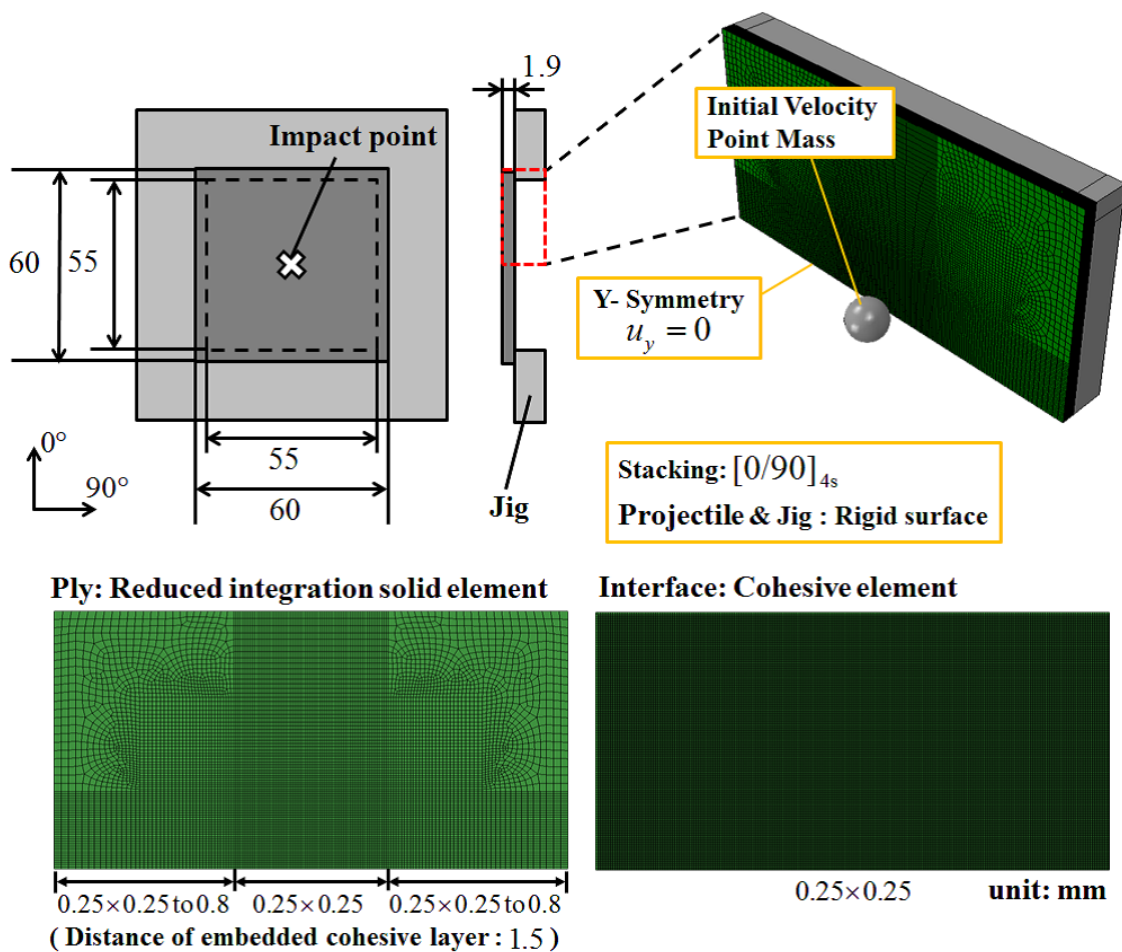 1.9
Impact point
Initial Velocity
Point Mass
60
55
Y- Symmetry
u_y = 0
0°
90°
55
60
Jig
Stacking: [0/90]_4s
Projectile & Jig : Rigid surface
Ply: Reduced integration solid element
Interface: Cohesive element
0.25×0.25 to 0.8
0.25×0.25
0.25×0.25 to 0.8
( Distance of embedded cohesive layer : 1.5 )
0.25×0.25
unit: mm